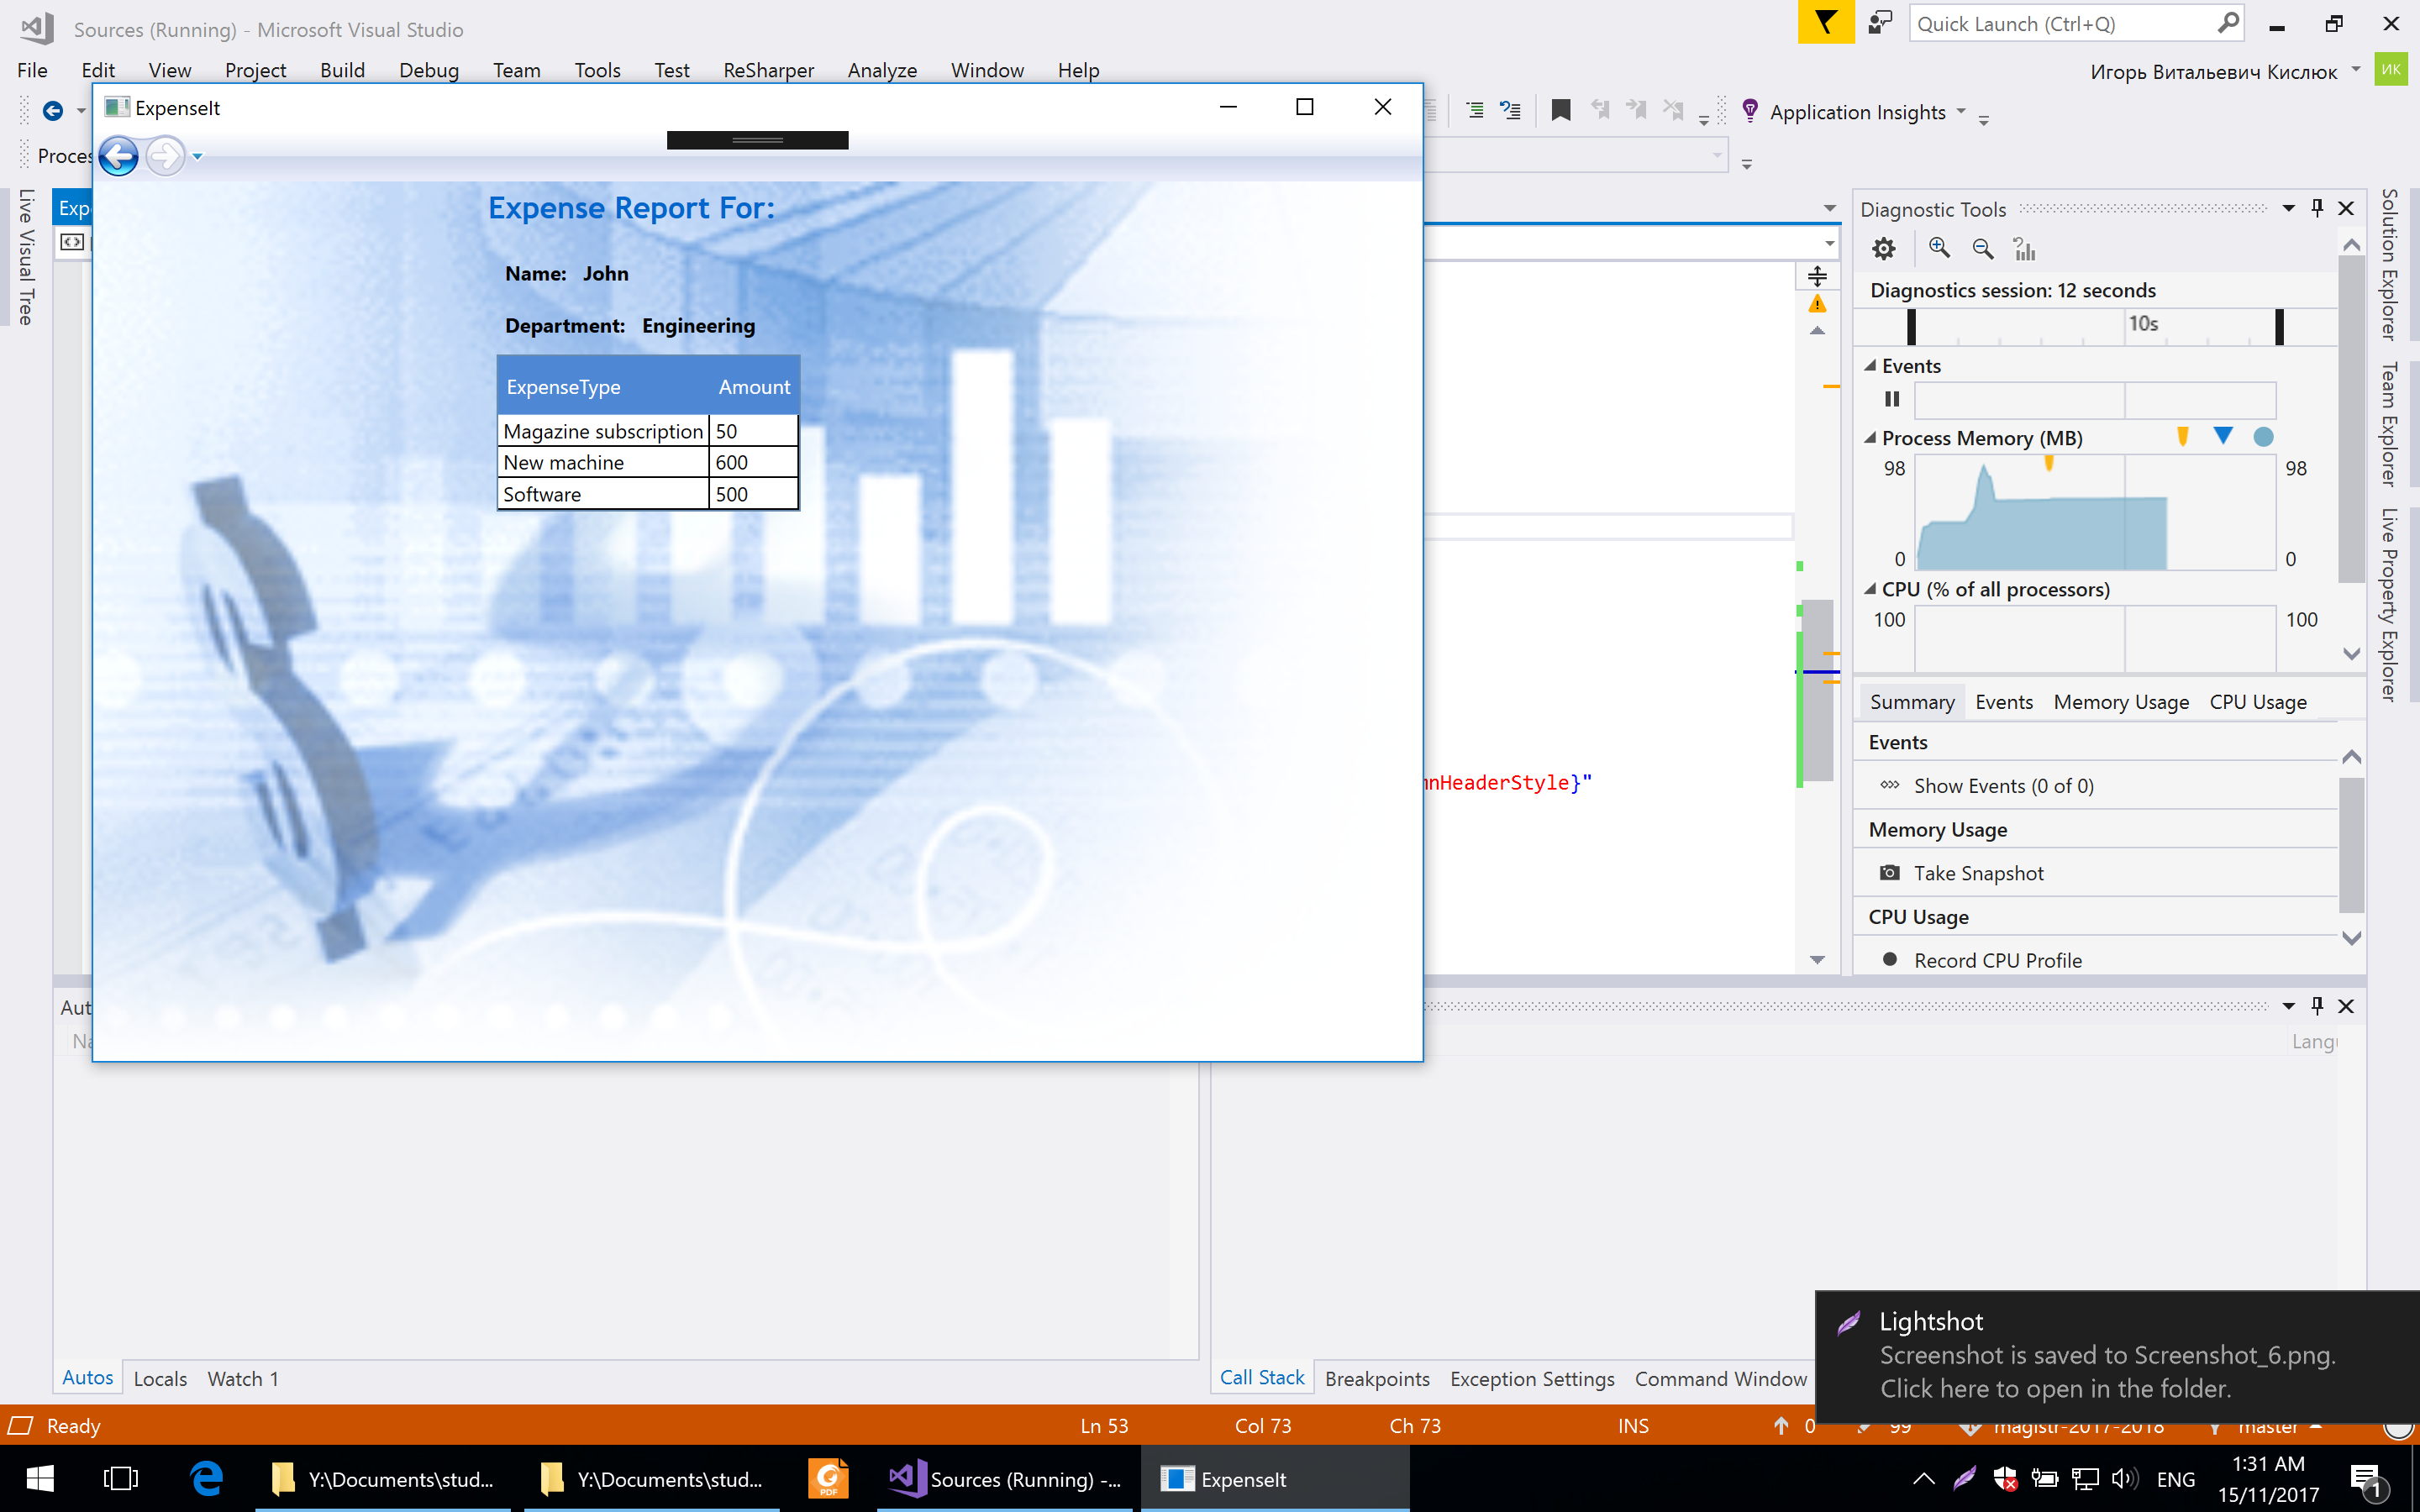 Sources (Running) - Microsoft Visual Studio
Quick Launch (Ctrl+Q)
File Edit View Project Build Debug Team Tools Test ReSharper Analyze Window Help
Игорь Витальевич Кислюк
ИК
ExpenseIt
Application Insights
Proces
Live Visual Tree
Exp
Expense Report For:
Name: John
Department: Engineering
ExpenseType Amount
Magazine subscription 50
New machine 600
Software 500
mnHeaderStyle}"
Diagnostic Tools
Diagnostics session: 12 seconds
10s
Events
Process Memory (MB)
98 98
0 0
CPU (% of all processors)
100 100
Summary Events Memory Usage CPU Usage
Events
Show Events (0 of 0)
Memory Usage
Take Snapshot
CPU Usage
Record CPU Profile
Solution Explorer
Team Explorer
Live Property Explorer
Aut
Na
Lang
Autos Locals Watch 1
Call Stack Breakpoints Exception Settings Command Window
Lightshot
Screenshot is saved to Screenshot_6.png.
Click here to open in the folder.
Ready Ln 53 Col 73 Ch 73 INS 0 99 magistr-2017-2018 master
Y:\Documents\stud...
Y:\Documents\stud...
PDF
Sources (Running) -...
ExpenseIt
ENG
1:31 AM
15/11/2017
1